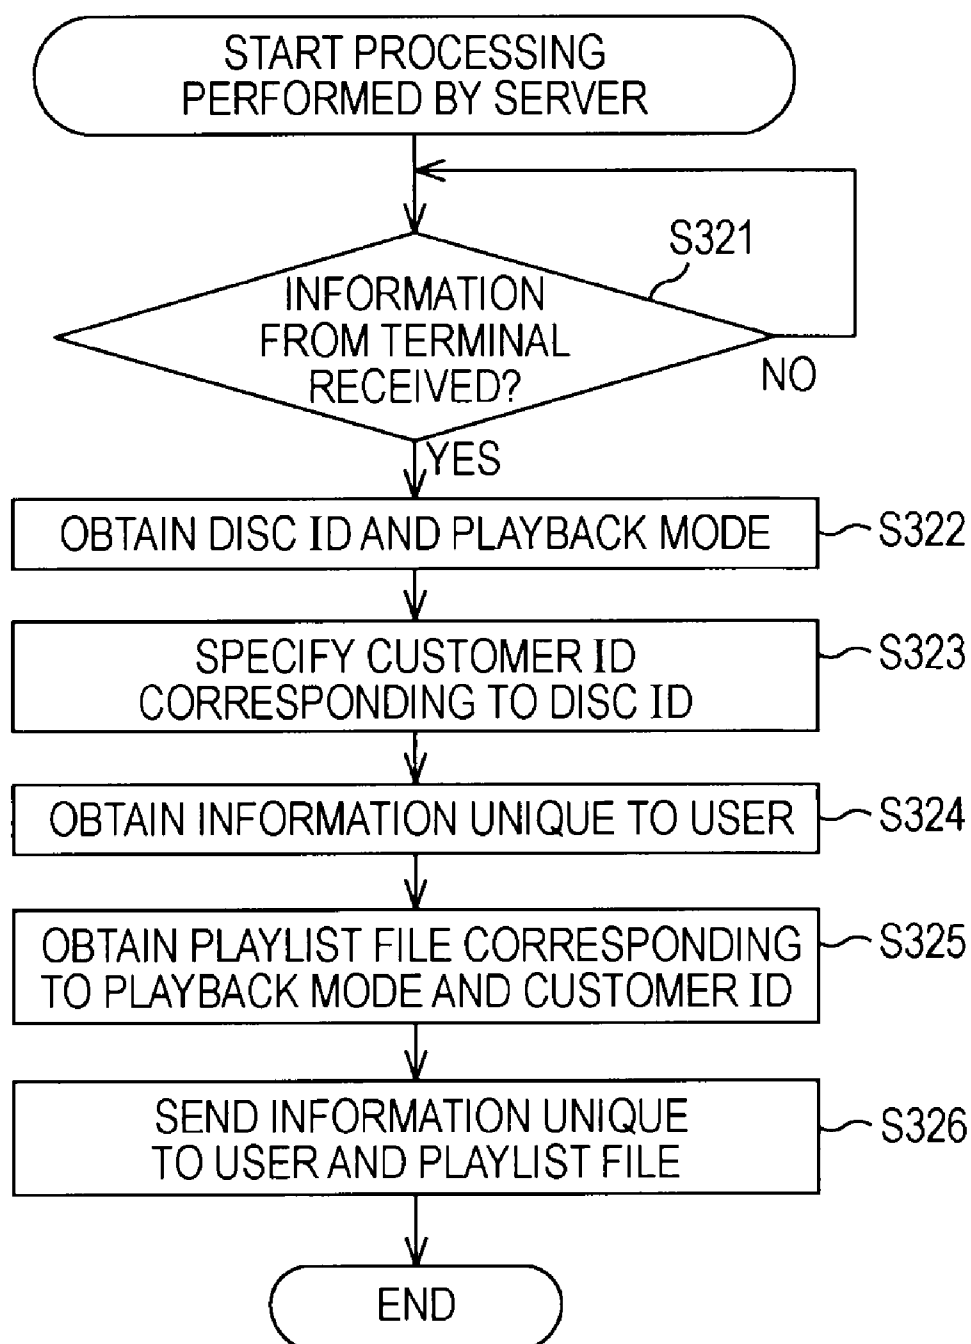 START PROCESSING
PERFORMED BY SERVER
S321
INFORMATION
FROM TERMINAL
RECEIVED?
NO
YES
OBTAIN DISC ID AND PLAYBACK MODE
S322
SPECIFY CUSTOMER ID
CORRESPONDING TO DISC ID
S323
OBTAIN INFORMATION UNIQUE TO USER
S324
OBTAIN PLAYLIST FILE CORRESPONDING
TO PLAYBACK MODE AND CUSTOMER ID
S325
SEND INFORMATION UNIQUE
TO USER AND PLAYLIST FILE
S326
END